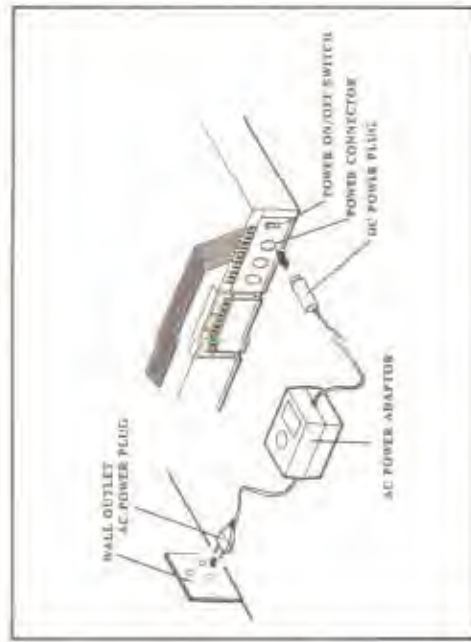 WALL OUTLET
AC POWER PLUG
POWER ON/OFF SWITCH
POWER CONNECTOR
DC POWER PLUG
AC POWER ADAPTOR